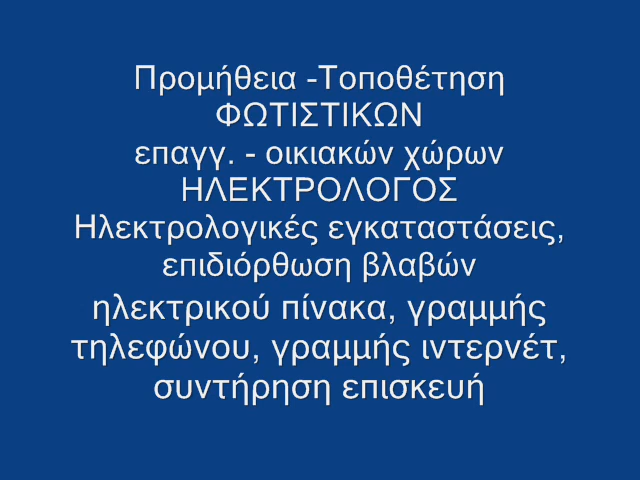 Προμήθεια -Τοποθέτηση
ΦΩΤΙΣΤΙΚΩΝ
επαγγ. - οικιακών χώρων
ΗΛΕΚΤΡΟΛΟΓΟΣ
Ηλεκτρολογικές εγκαταστάσεις,
επιδιόρθωση βλαβών
ηλεκτρικού πίνακα, γραμμής
τηλεφώνου, γραμμής ιντερνέτ,
συντήρηση επισκευή